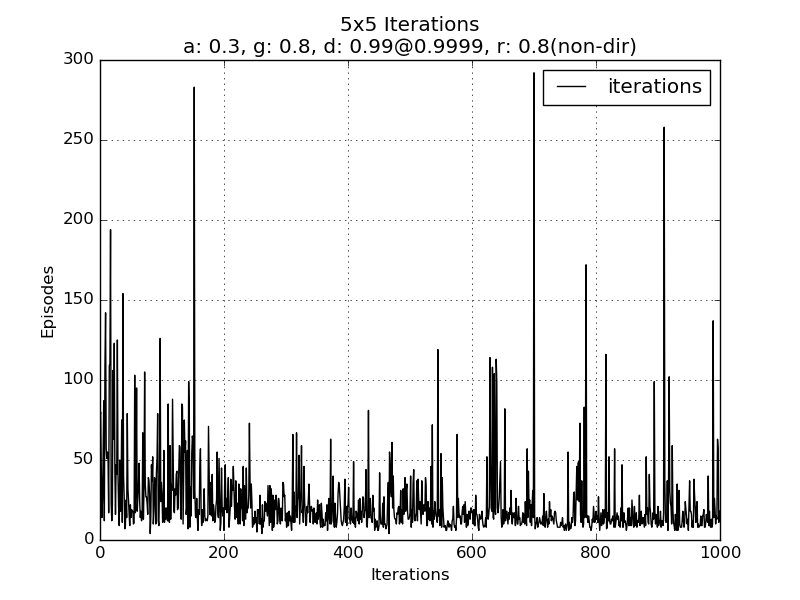 5x5 Iterations
a: 0.3, g: 0.8, d: 0.99@0.9999, r: 0.8(non-dir)
iterations
300
250
200
150
100
50
0
Episodes
0 200 400 600 800 1000
Iterations